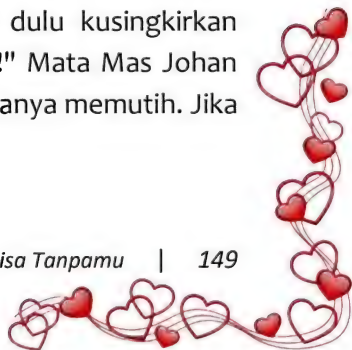 dulu kusingkirkan
!" Mata Mas Johan
anya memutih. Jika
isa Tanpamu | 149